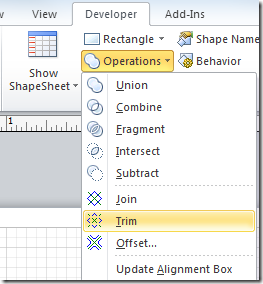 View Developer Add-Ins
Rectangle Shape Name
Operations Behavior
Show
ShapeSheet
Union
Combine
Fragment
Intersect
Subtract
Join
Trim
Offset...
Update Alignment Box
1